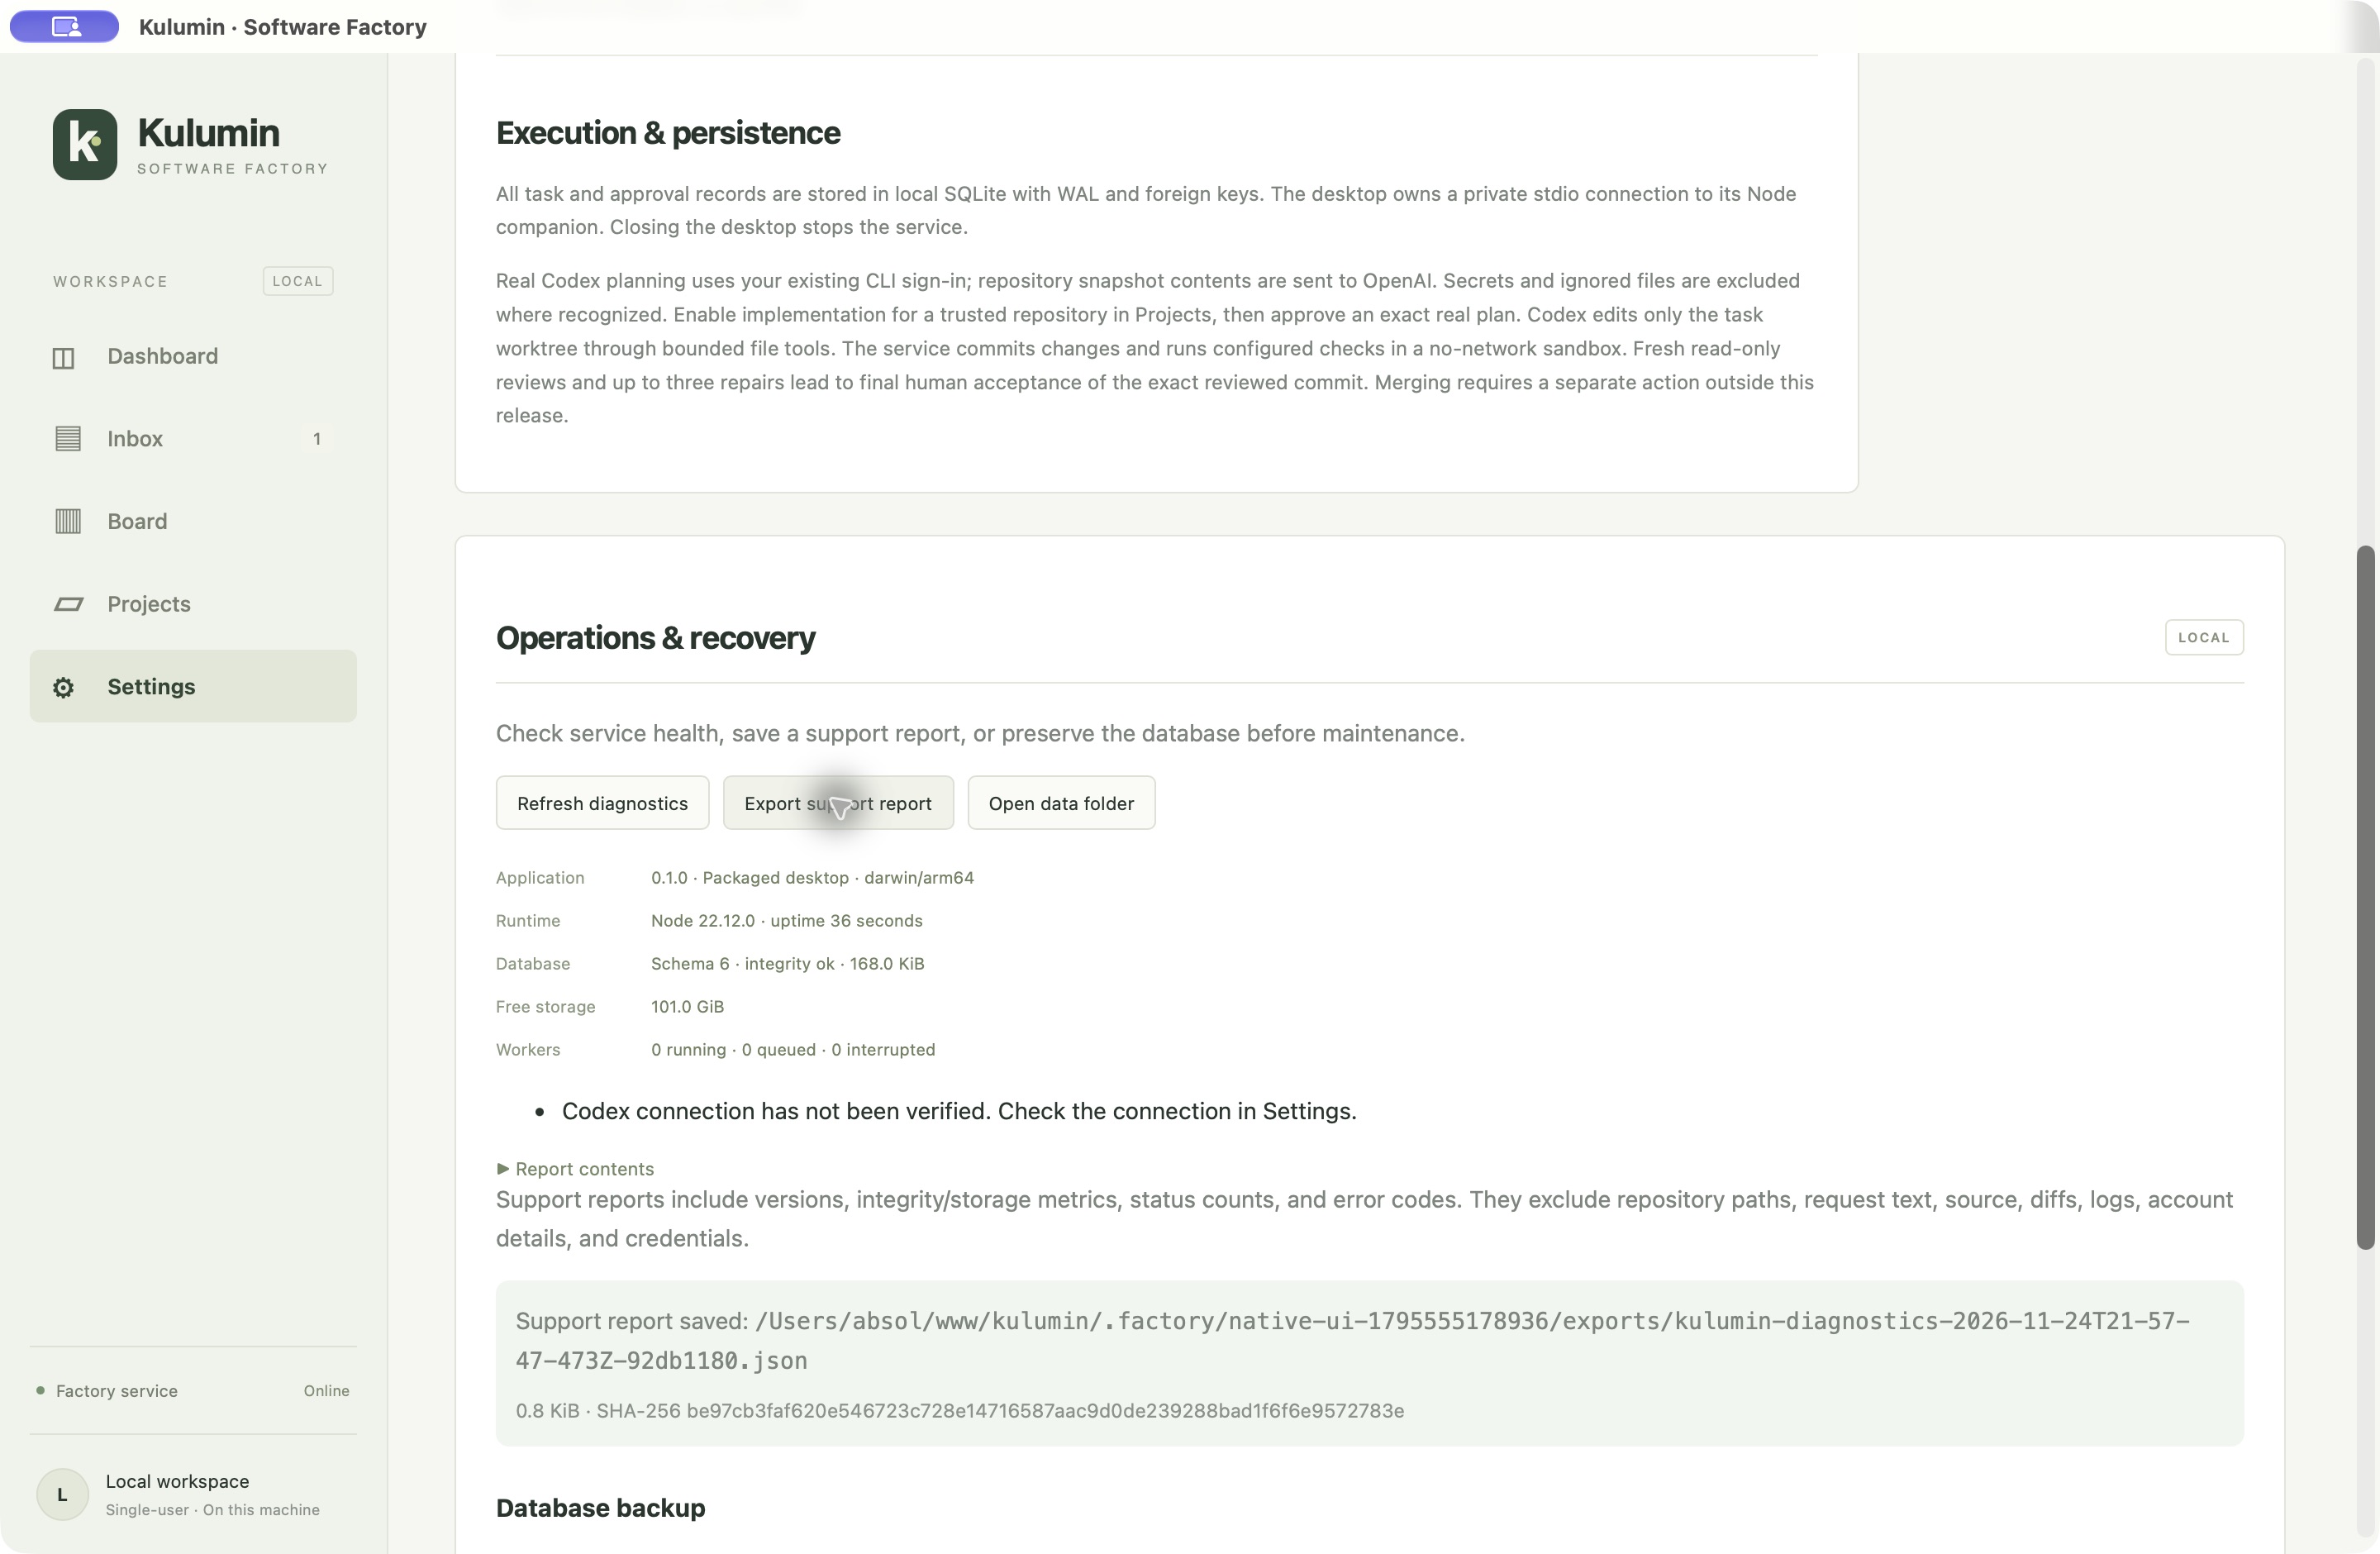 Kulumin · Software Factory
k
Kulumin
SOFTWARE FACTORY
WORKSPACE
LOCAL
Dashboard
Inbox
1
Board
Projects
Settings
Factory service
Online
L
Local workspace
Single-user · On this machine
Execution & persistence
All task and approval records are stored in local SQLite with WAL and foreign keys. The desktop owns a private stdio connection to its Node
companion. Closing the desktop stops the service.
Real Codex planning uses your existing CLI sign-in; repository snapshot contents are sent to OpenAI. Secrets and ignored files are excluded
where recognized. Enable implementation for a trusted repository in Projects, then approve an exact real plan. Codex edits only the task
worktree through bounded file tools. The service commits changes and runs configured checks in a no-network sandbox. Fresh read-only
reviews and up to three repairs lead to final human acceptance of the exact reviewed commit. Merging requires a separate action outside this
release.
Operations & recovery
LOCAL
Check service health, save a support report, or preserve the database before maintenance.
Refresh diagnostics
Export support report
Open data folder
Application 0.1.0 · Packaged desktop · darwin/arm64
Runtime Node 22.12.0 · uptime 36 seconds
Database Schema 6 · integrity ok · 168.0 KiB
Free storage 101.0 GiB
Workers 0 running · 0 queued · 0 interrupted
• Codex connection has not been verified. Check the connection in Settings.
▶ Report contents
Support reports include versions, integrity/storage metrics, status counts, and error codes. They exclude repository paths, request text, source, diffs, logs, account
details, and credentials.
Support report saved: /Users/absol/www/kulumin/.factory/native-ui-1795555178936/exports/kulumin-diagnostics-2026-11-24T21-57-
47-473Z-92db1180.json
0.8 KiB · SHA-256 be97cb3faf620e546723c728e14716587aac9d0de239288bad1f6f6e9572783e
Database backup